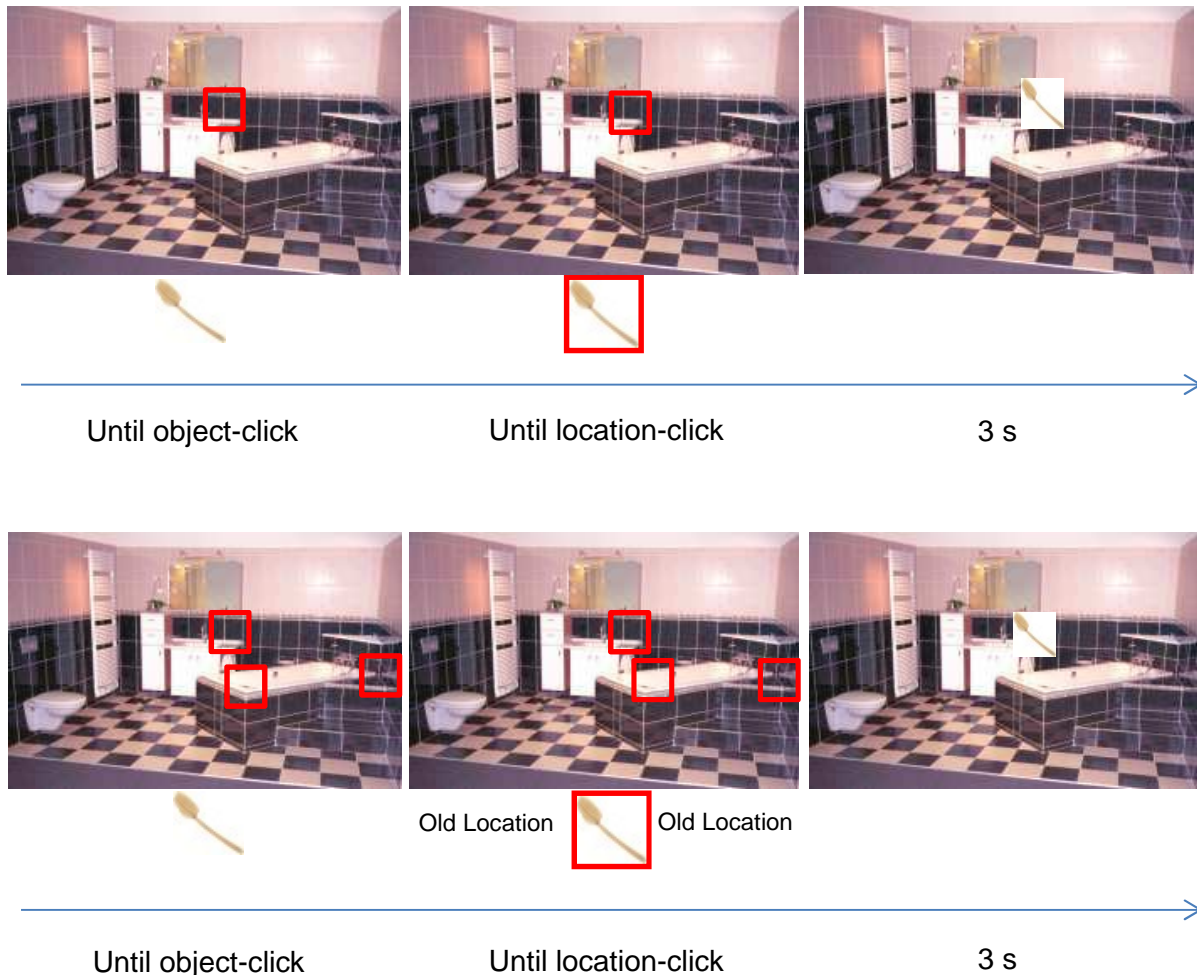 Until object-click
Until location-click
3 s
Old Location
Old Location
Until object-click
Until location-click
3 s